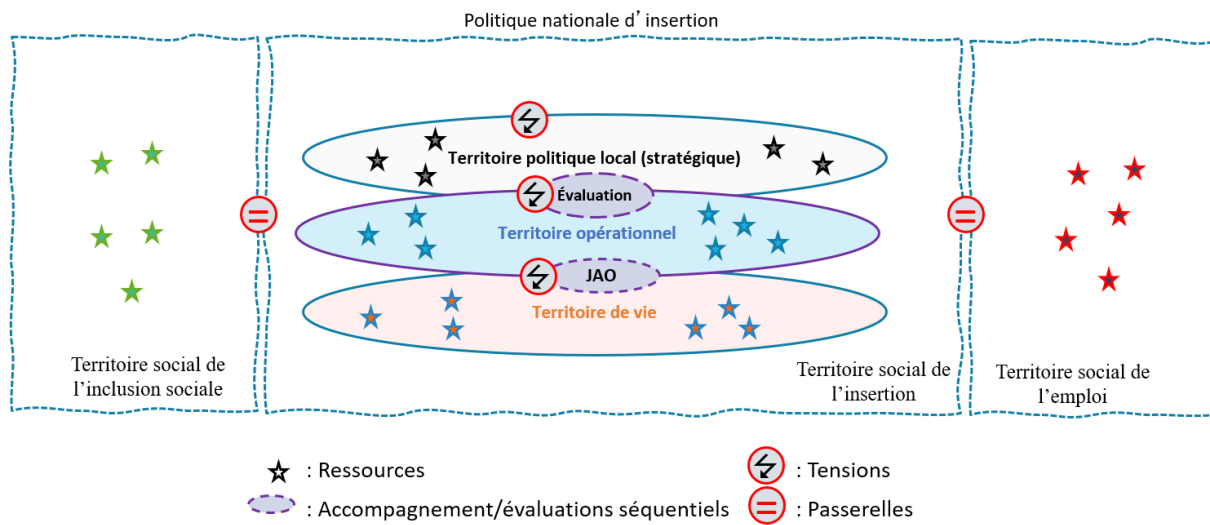 Politique nationale d’ insertion
Territoire politique local (stratégique)
Évaluation
Territoire opérationnel
JAO
Territoire de vie
Territoire social de
l’inclusion sociale
Territoire social de
l’insertion
Territoire social de
l’emploi
: Ressources
: Tensions
: Accompagnement/évaluations séquentiels
: Passerelles